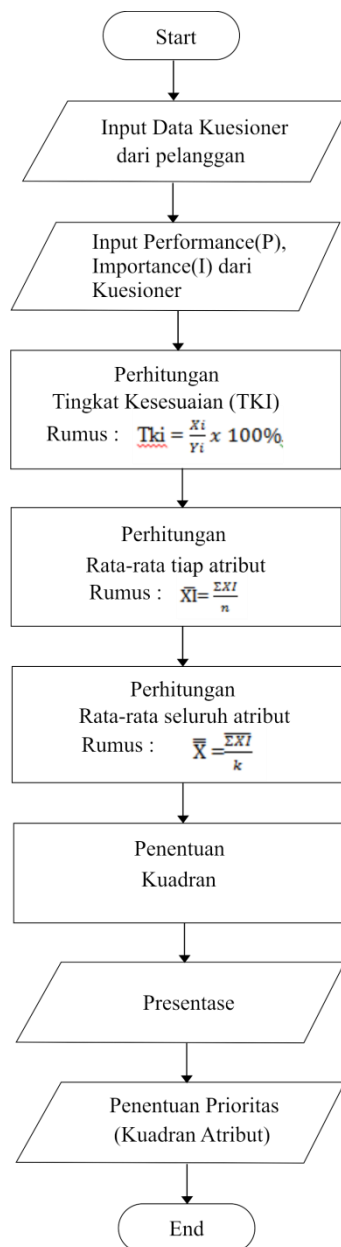 Start
Input Data Kuesioner
dari pelanggan
Input Performance(P),
Importance(I) dari
Kuesioner
Perhitungan
Tingkat Kesesuaian (TKI)
Rumus : Tki = Xi/Yi x 100%
Perhitungan
Rata-rata tiap atribut
Rumus : X̅I = ΣXI/n
Perhitungan
Rata-rata seluruh atribut
Rumus : X̿ = Σ̅X̅I̅/k
Penentuan
Kuadran
Presentase
Penentuan Prioritas
(Kuadran Atribut)
End